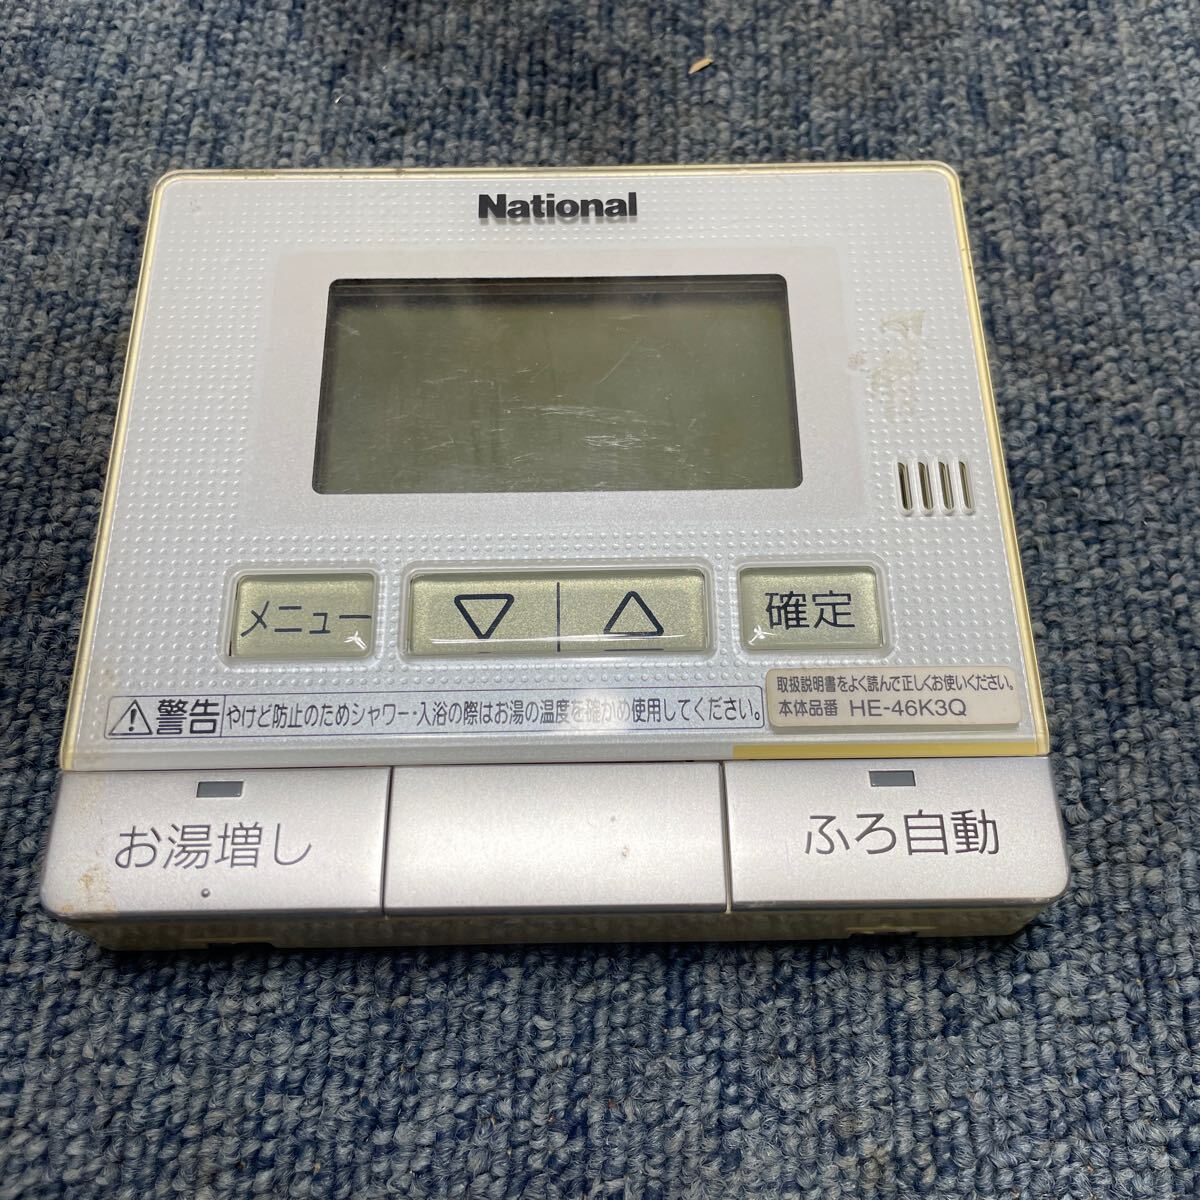 National
メニュー
▽
△
確定
取扱説明書をよく読んで正しくお使いください。
本体品番 HE-46K3Q
警告 やけど防止のためシャワー・入浴の際はお湯の温度を確かめ使用してください。
お湯増し
ふろ自動